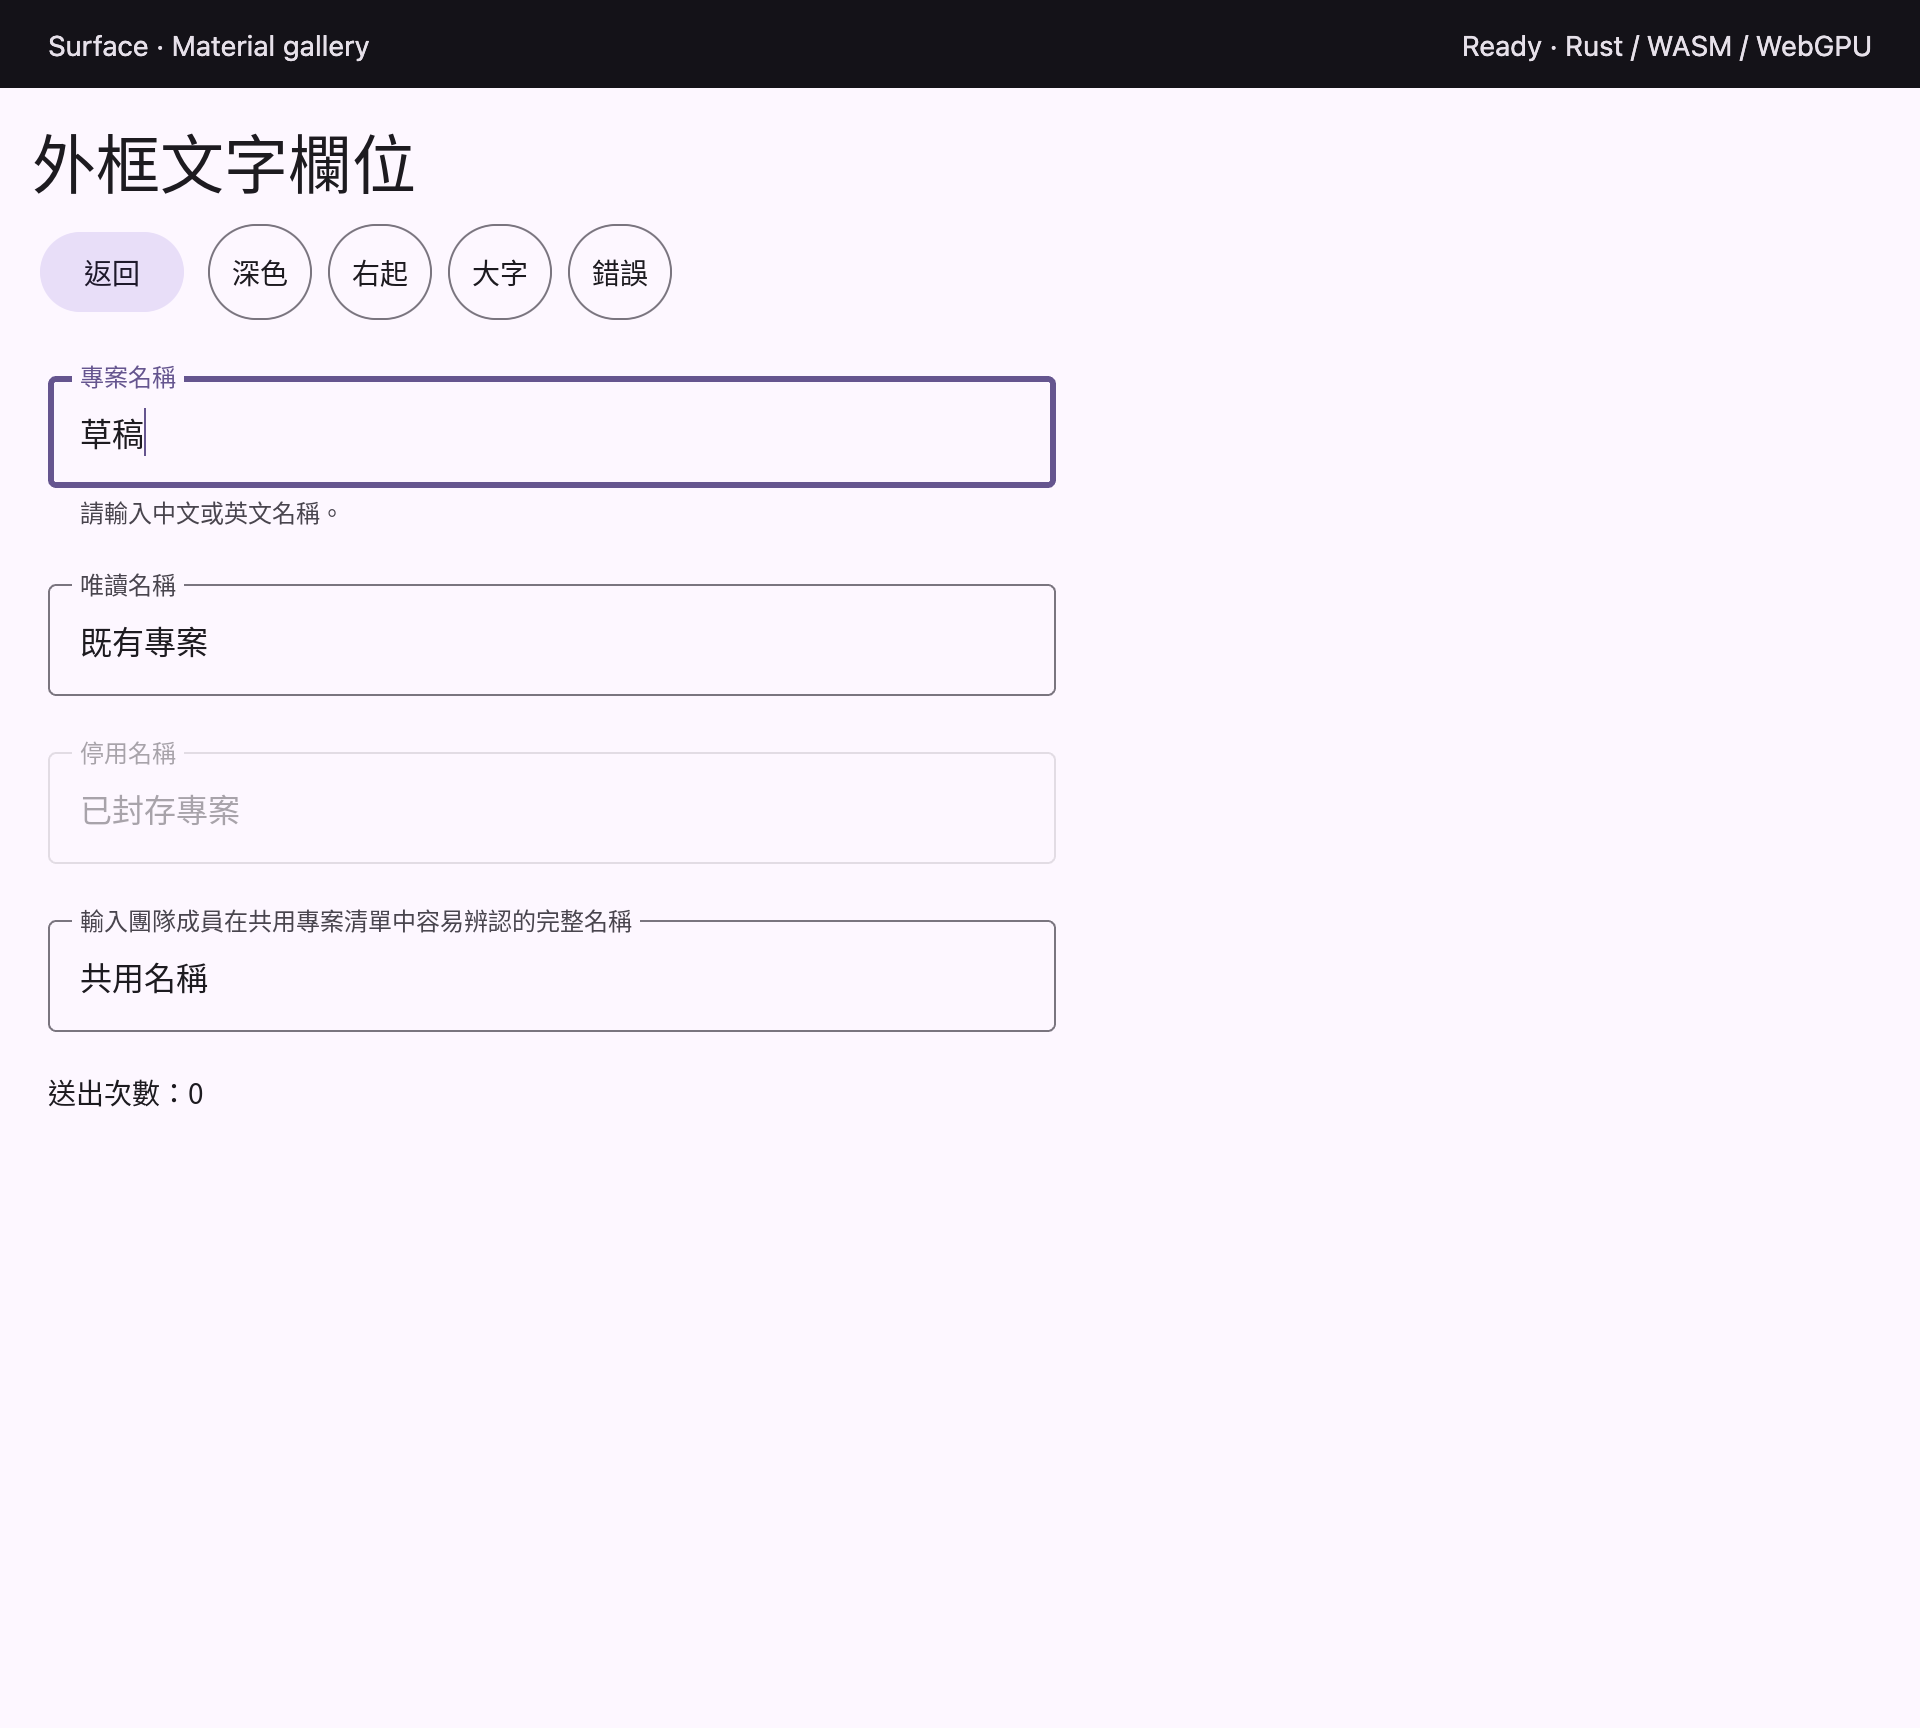 Surface · Material gallery
Ready · Rust / WASM / WebGPU
外框文字欄位
返回
深色
右起
大字
錯誤
專案名稱
草稿
請輸入中文或英文名稱。
唯讀名稱
既有專案
停用名稱
已封存專案
輸入團隊成員在共用專案清單中容易辨認的完整名稱
共用名稱
送出次數：0